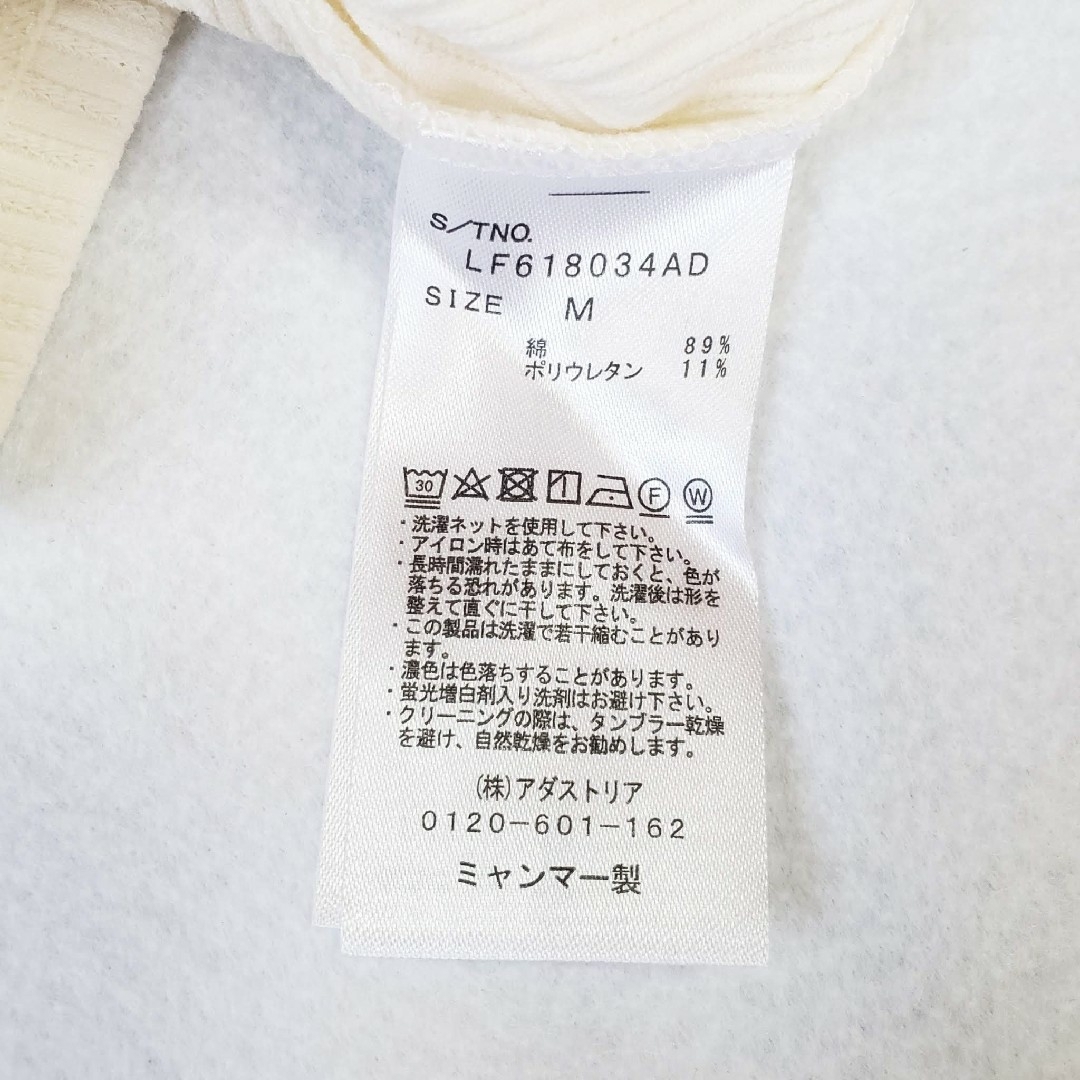 S/TNO.
LF618034AD
SIZE M
綿 89%
ポリウレタン 11%
30 F W
・洗濯ネットを使用して下さい。
・アイロン時はあて布をして下さい。
・長時間濡れたままにしておくと、色が
落ちる恐れがあります。洗濯後は形を
整えて直ぐに干して下さい。
・この製品は洗濯で若干縮むことがあり
ます。
・濃色は色落ちすることがあります。
・蛍光増白剤入り洗剤はお避け下さい。
・クリーニングの際は、タンブラー乾燥
を避け、自然乾燥をお勧めします。
(株)アダストリア
0120-601-162
ミャンマー製